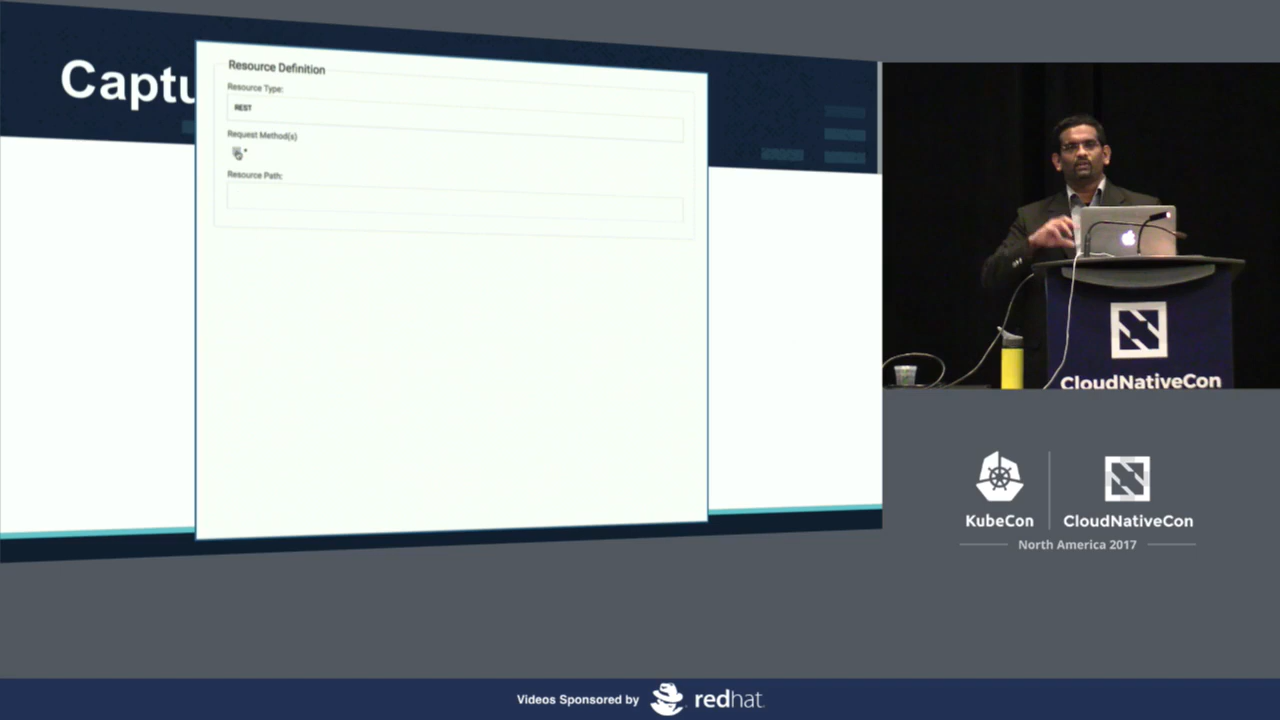 Captu
Resource Definition
Resource Type:
REST
Request Method(s)
*
Resource Path:
CloudNativeCon
KubeCon
CloudNativeCon
North America 2017
Videos Sponsored by
redhat.